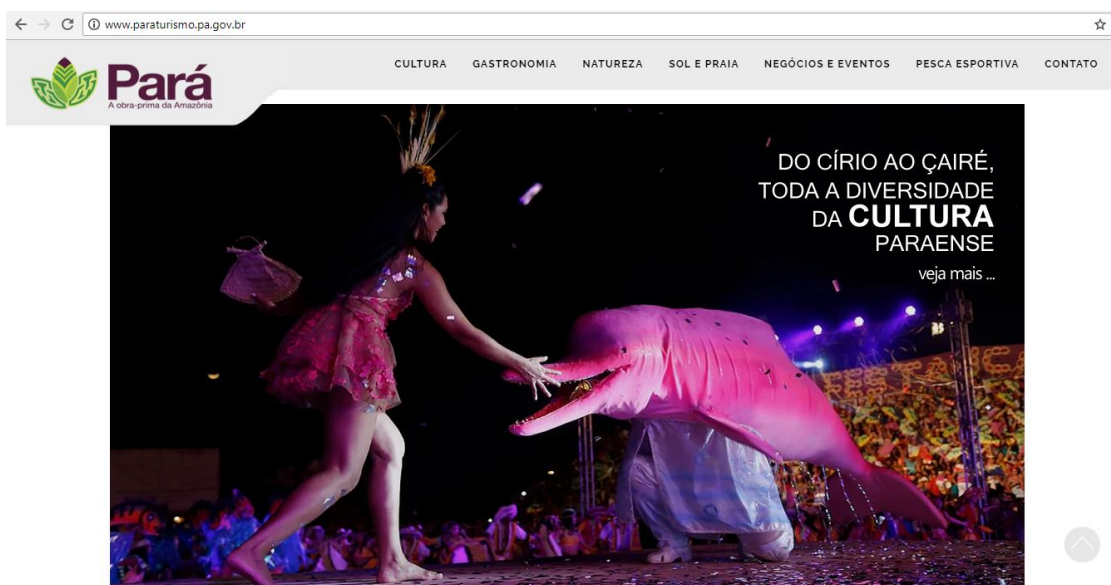 www.paraturismo.pa.gov.br
Pará
A obra-prima da Amazônia
CULTURA GASTRONOMIA NATUREZA SOL E PRAIA NEGÓCIOS E EVENTOS PESCA ESPORTIVA CONTATO
DO CÍRIO AO ÇAIRÉ,
TODA A DIVERSIDADE
DA CULTURA
PARAENSE
veja mais ...